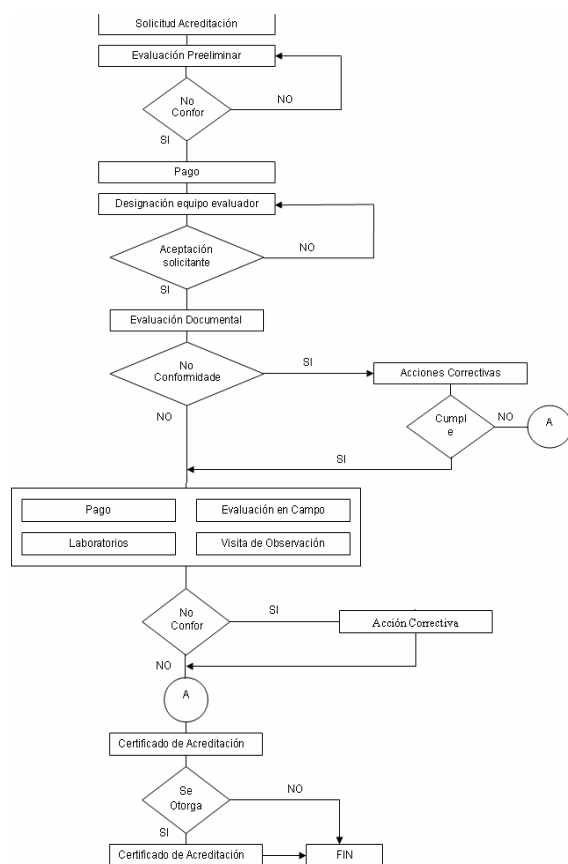 Solicitud Acreditación
Evaluación Preeliminar
No
Confor
NO
SI
Pago
Designación equipo evaluador
Aceptación
solicitante
NO
SI
Evaluación Documental
No
Conformidade
SI
Acciones Correctivas
NO
Cumpl
e
NO
A
SI
Pago
Evaluación en Campo
Laboratorios
Visita de Observación
No
Confor
SI
Acción Correctiva
NO
A
Certificado de Acreditación
Se
Otorga
NO
SI
Certificado de Acreditación
FIN